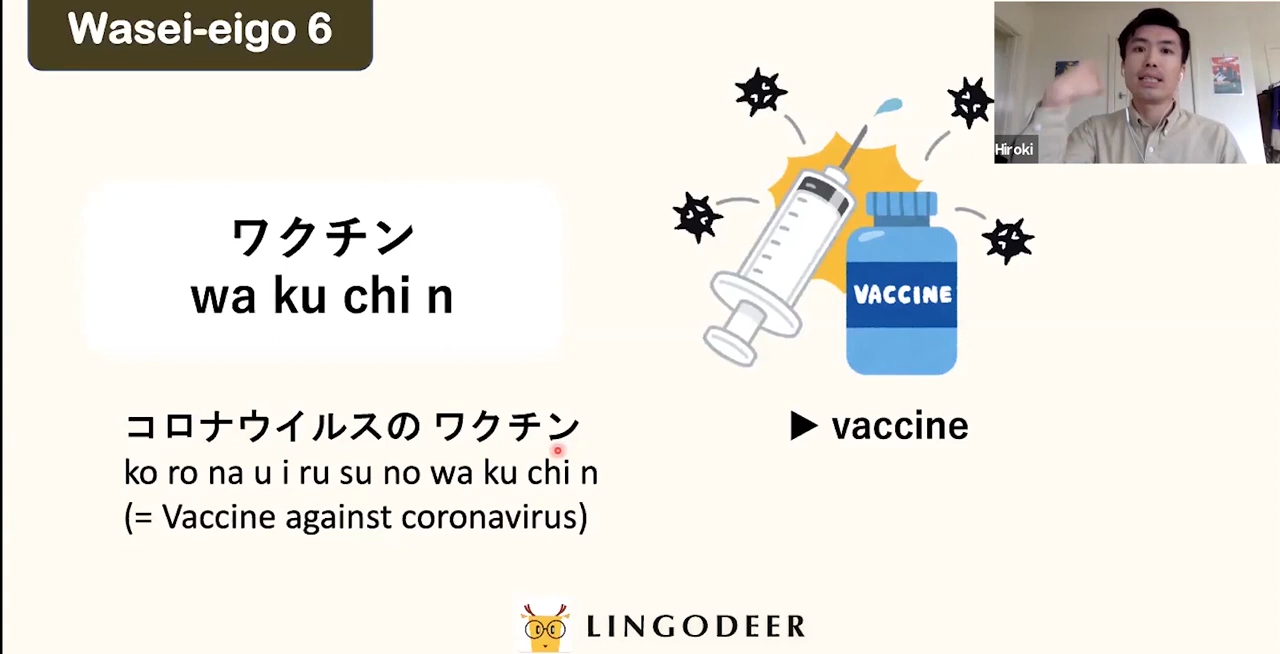 Wasei-eigo 6
Hiroki
ワクチン
wa ku chi n
VACCINE
コロナウイルスの ワクチン
ko ro na u i ru su no wa ku chi n
(= Vaccine against coronavirus)
▶ vaccine
LINGODEER